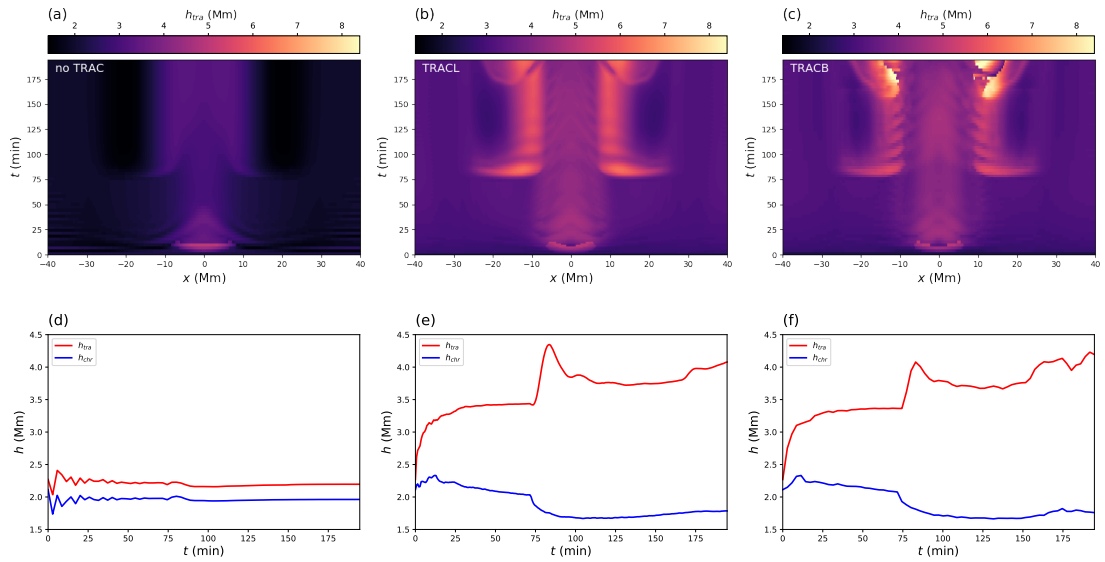 (a)
h_tra (Mm)
2 3 4 5 6 7 8
no TRAC
t (min)
0 25 50 75 100 125 150 175
−40 −30 −20 −10 0 10 20 30 40
x (Mm)
(b)
h_tra (Mm)
2 3 4 5 6 7 8
TRACL
t (min)
0 25 50 75 100 125 150 175
−40 −30 −20 −10 0 10 20 30 40
x (Mm)
(c)
h_tra (Mm)
2 3 4 5 6 7 8
TRACB
t (min)
0 25 50 75 100 125 150 175
−40 −30 −20 −10 0 10 20 30 40
x (Mm)
(d)
h_tra
h_chr
h (Mm)
1.5 2.0 2.5 3.0 3.5 4.0 4.5
0 25 50 75 100 125 150 175
t (min)
(e)
h_tra
h_chr
h (Mm)
1.5 2.0 2.5 3.0 3.5 4.0 4.5
0 25 50 75 100 125 150 175
t (min)
(f)
h_tra
h_chr
h (Mm)
1.5 2.0 2.5 3.0 3.5 4.0 4.5
0 25 50 75 100 125 150 175
t (min)